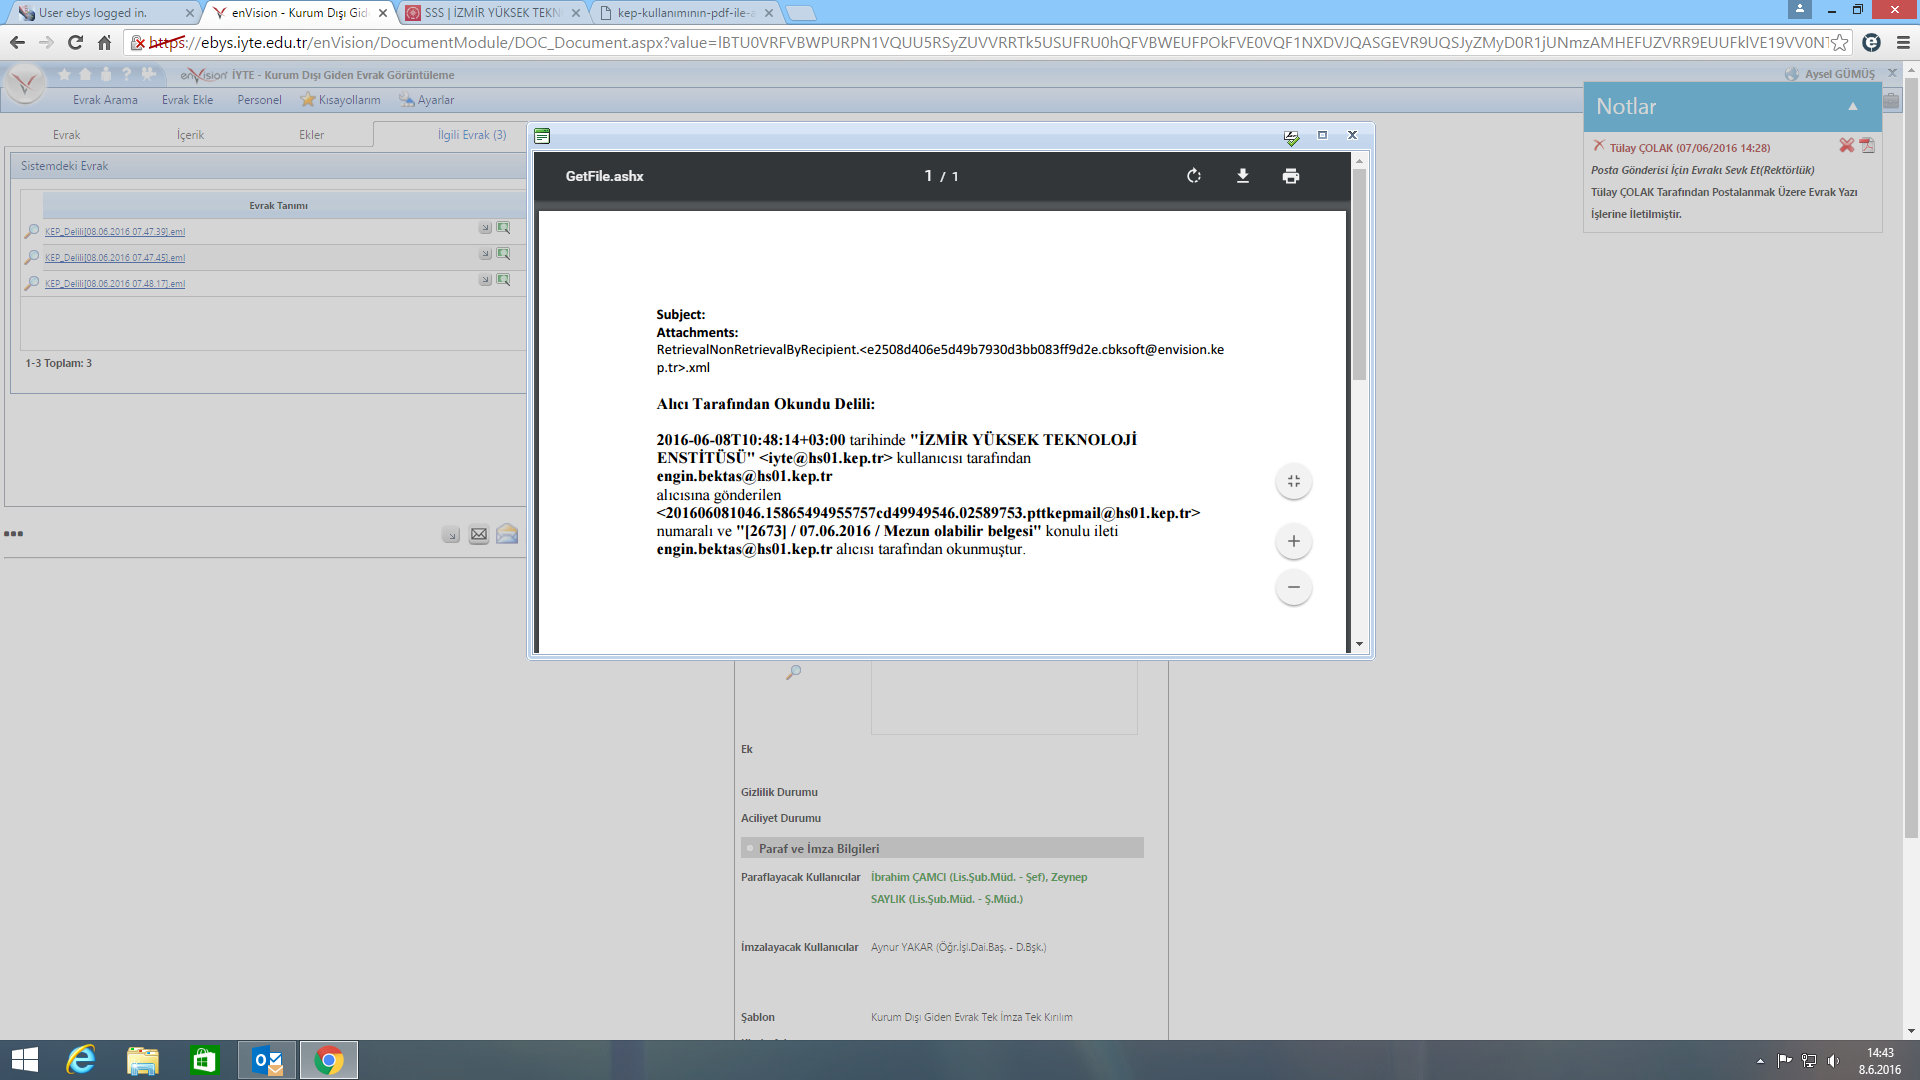 User ebys logged in.
enVision - Kurum Dışı Gid
SSS | İZMİR YÜKSEK TEKN
kep-kullanımının-pdf-ile-a
https://ebys.iyte.edu.tr/enVision/DocumentModule/DOC_Document.aspx?value=
enVision İYTE - Kurum Dışı Giden Evrak Görüntüleme
Aysel GÜMÜŞ
Evrak Arama
Evrak Ekle
Personel
Kısayollarım
Ayarlar
Notlar
Tülay ÇOLAK (07/06/2016 14:28)
Posta Gönderisi İçin Evrakı Sevk Et(Rektörlük)
Tülay ÇOLAK Tarafından Postalanmak Üzere Evrak Yazı
İşlerine İletilmiştir.
Evrak
İçerik
Ekler
İlgili Evrak (3)
Sistemdeki Evrak
Evrak Tanımı
KEP_Delili[08.06.2016 07.47.39].eml
KEP_Delili[08.06.2016 07.47.45].eml
KEP_Delili[08.06.2016 07.48.17].eml
1-3 Toplam: 3
GetFile.ashx
1 / 1
Subject:
Attachments:
RetrievalNonRetrievalByRecipient.<e2508d406e5d49b7930d3bb083ff9d2e.cbksoft@envision.ke
p.tr>.xml
Alıcı Tarafından Okundu Delili:
2016-06-08T10:48:14+03:00 tarihinde "İZMİR YÜKSEK TEKNOLOJİ
ENSTİTÜSÜ" <iyte@hs01.kep.tr> kullanıcısı tarafından
engin.bektas@hs01.kep.tr
alıcısına gönderilen
<201606081046.15865494955757cd49949546.02589753.pttkepmail@hs01.kep.tr>
numaralı ve "[2673] / 07.06.2016 / Mezun olabilir belgesi" konulu ileti
engin.bektas@hs01.kep.tr alıcısı tarafından okunmuştur.
Ek
Gizlilik Durumu
Aciliyet Durumu
Paraf ve İmza Bilgileri
Paraflayacak Kullanıcılar
İbrahim ÇAMCI (Lis.Şub.Müd. - Şef), Zeynep
SAYLIK (Lis.Şub.Müd. - Ş.Müd.)
İmzalayacak Kullanıcılar
Aynur YAKAR (Öğr.İşl.Dai.Baş. - D.Bşk.)
Şablon
Kurum Dışı Giden Evrak Tek İmza Tek Kırılım
14:43
8.6.2016